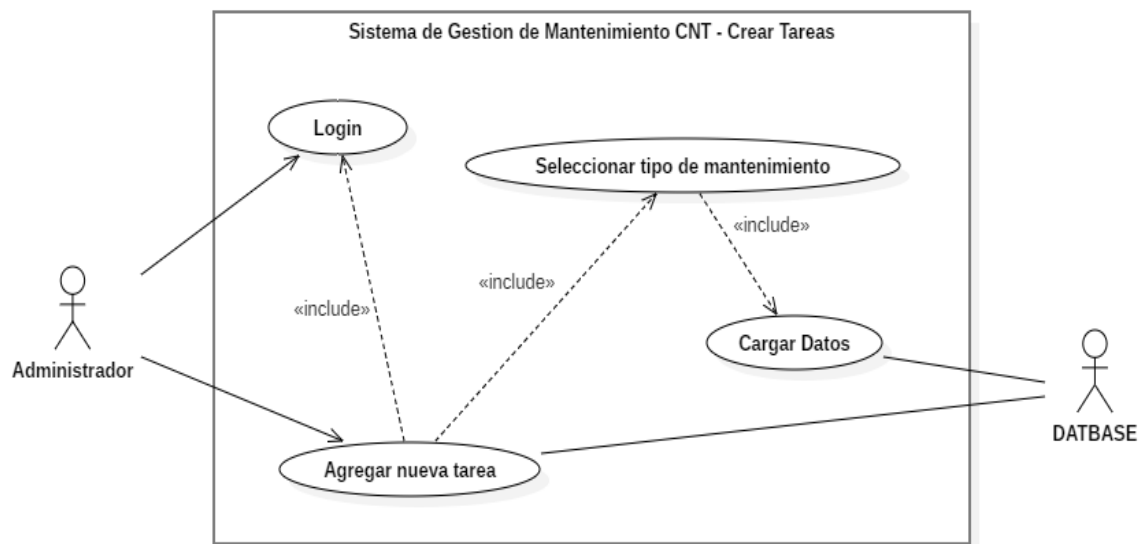 Sistema de Gestion de Mantenimiento CNT - Crear Tareas
Login
Seleccionar tipo de mantenimiento
«include»
«include»
«include»
Cargar Datos
Administrador
DATBASE
Agregar nueva tarea